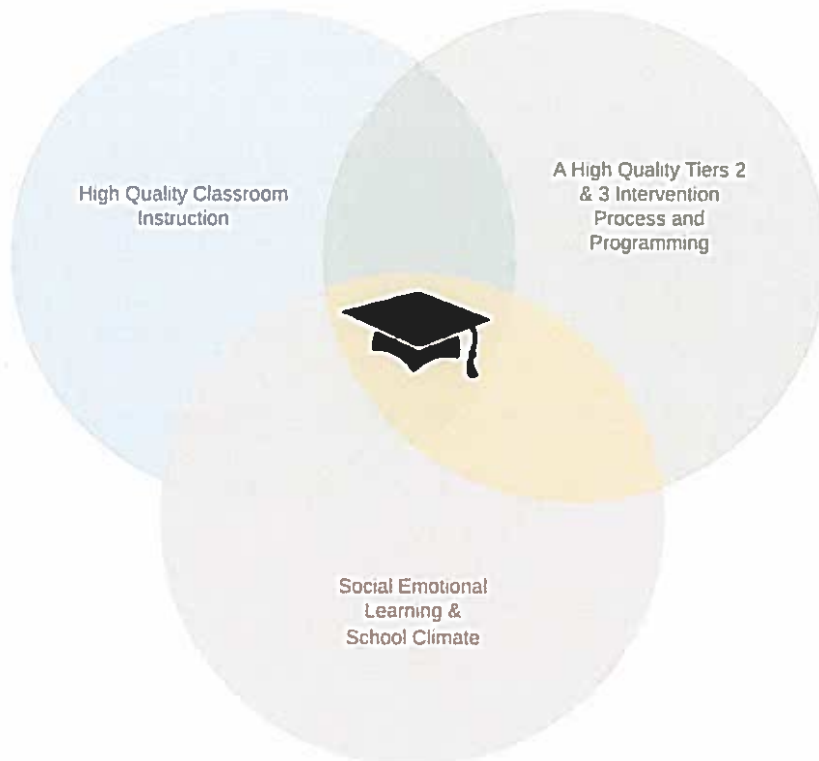 High Quality Classroom
Instruction
A High Quality Tiers 2
& 3 Intervention
Process and
Programming
Social Emotional
Learning &
School Climate